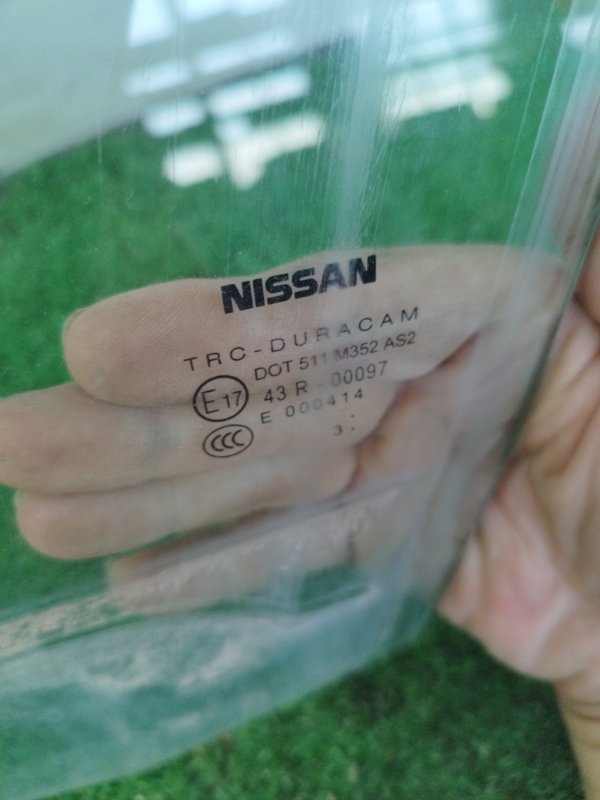 NISSAN
TRC-DURACAM
DOT 511 M352 AS2
E17 43 R - 00097
E 000414
CCC
3 :